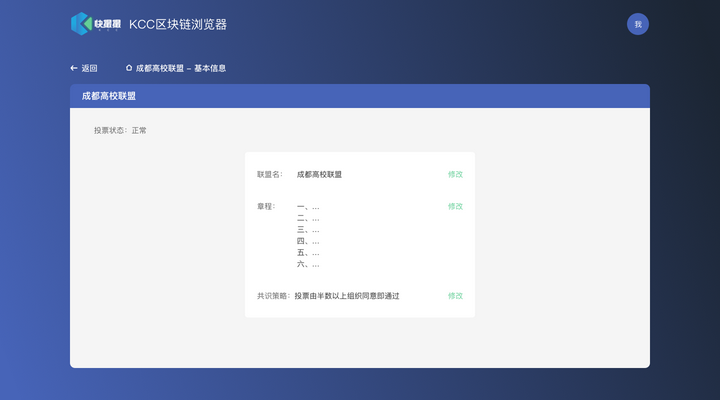 KCC区块链浏览器
我
返回
成都高校联盟 – 基本信息
成都高校联盟
投票状态：正常
联盟名： 成都高校联盟 修改
章程： 一、... 修改
二、...
三、...
四、...
五、...
六、...
共识策略： 投票由半数以上组织同意即通过 修改